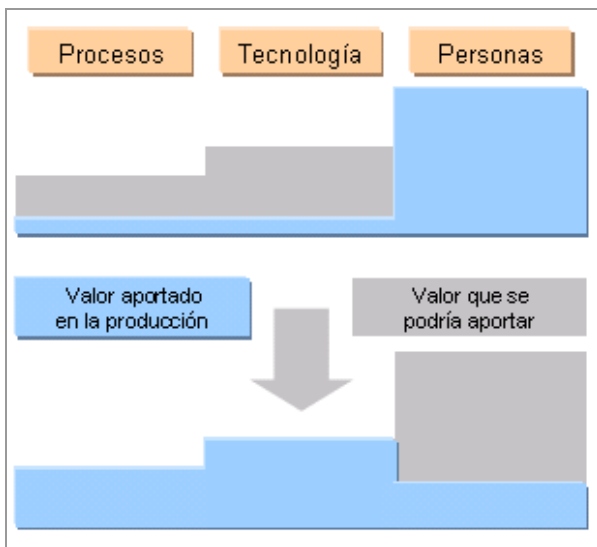 Procesos
Tecnología
Personas
Valor aportado
en la producción
Valor que se
podría aportar